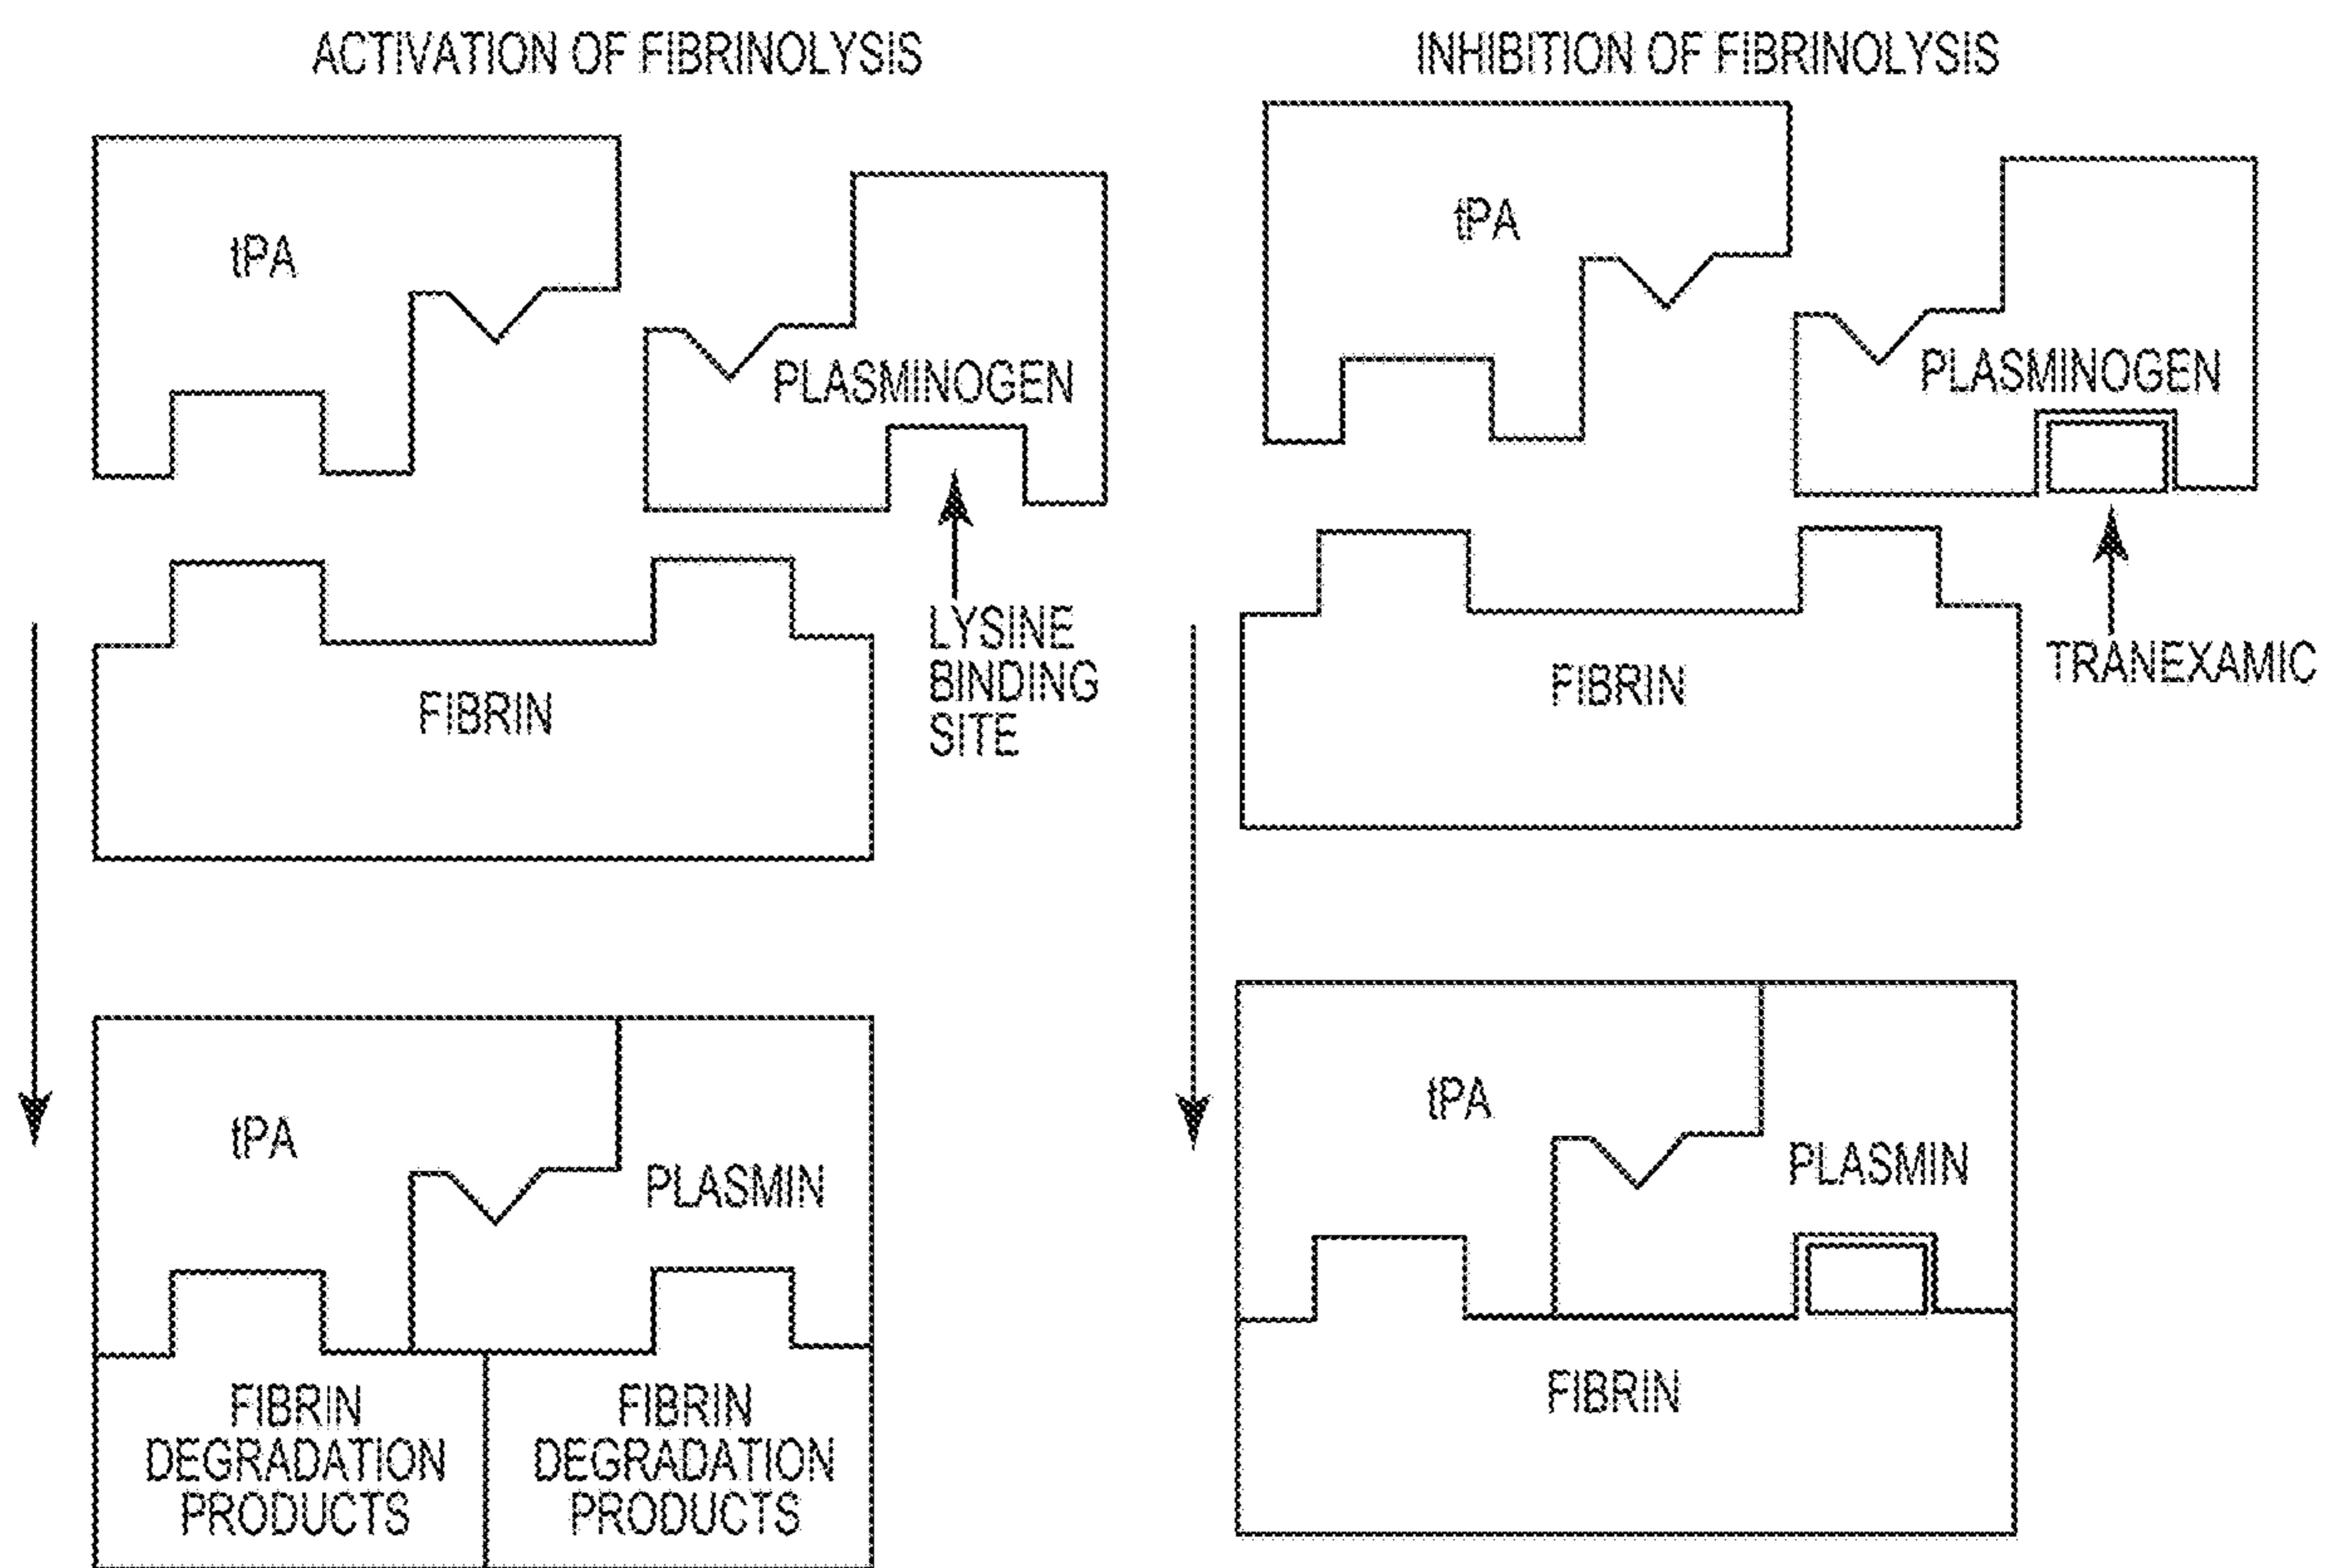 ACTIVATION OF FIBRINOLYSIS
tPA
PLASMINOGEN
LYSINE
BINDING
SITE
FIBRIN
tPA
PLASMIN
FIBRIN
DEGRADATION
PRODUCTS
FIBRIN
DEGRADATION
PRODUCTS
INHIBITION OF FIBRINOLYSIS
tPA
PLASMINOGEN
TRANEXAMIC
FIBRIN
tPA
PLASMIN
FIBRIN